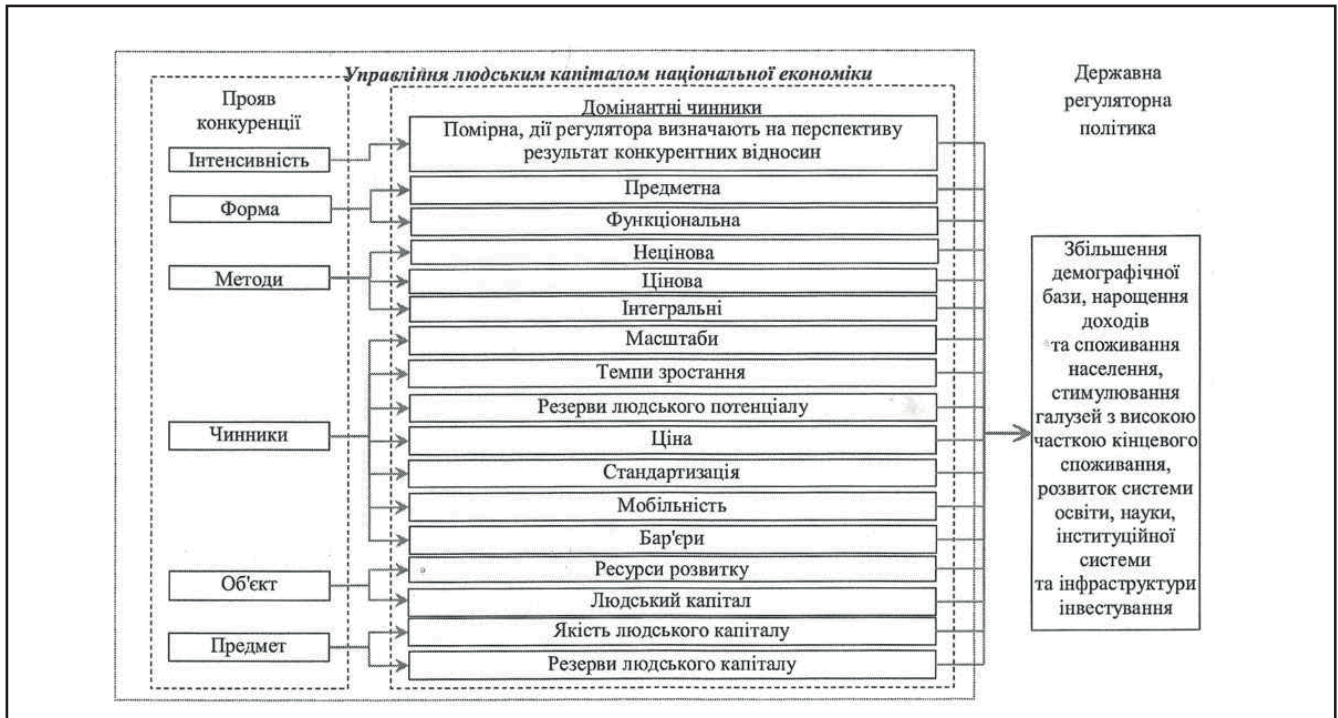 Управління людським капіталом національної економіки
Прояв
конкуренції
Інтенсивність
Форма
Методи
Чинники
Об'єкт
Предмет
Домінантні чинники
Помірна, дії регулятора визначають на перспективу
результат конкурентних відносин
Предметна
Функціональна
Нецінова
Цінова
Інтегральні
Масштаби
Темпи зростання
Резерви людського потенціалу
Ціна
Стандартизація
Мобільність
Бар'єри
Ресурси розвитку
Людський капітал
Якість людського капіталу
Резерви людського капіталу
Державна
регуляторна
політика
Збільшення
демографічної
бази, нарощення
доходів
та споживання
населення,
стимулювання
галузей з високою
часткою кінцевого
споживання,
розвиток системи
освіти, науки,
інституційної
системи
та інфраструктури
інвестування